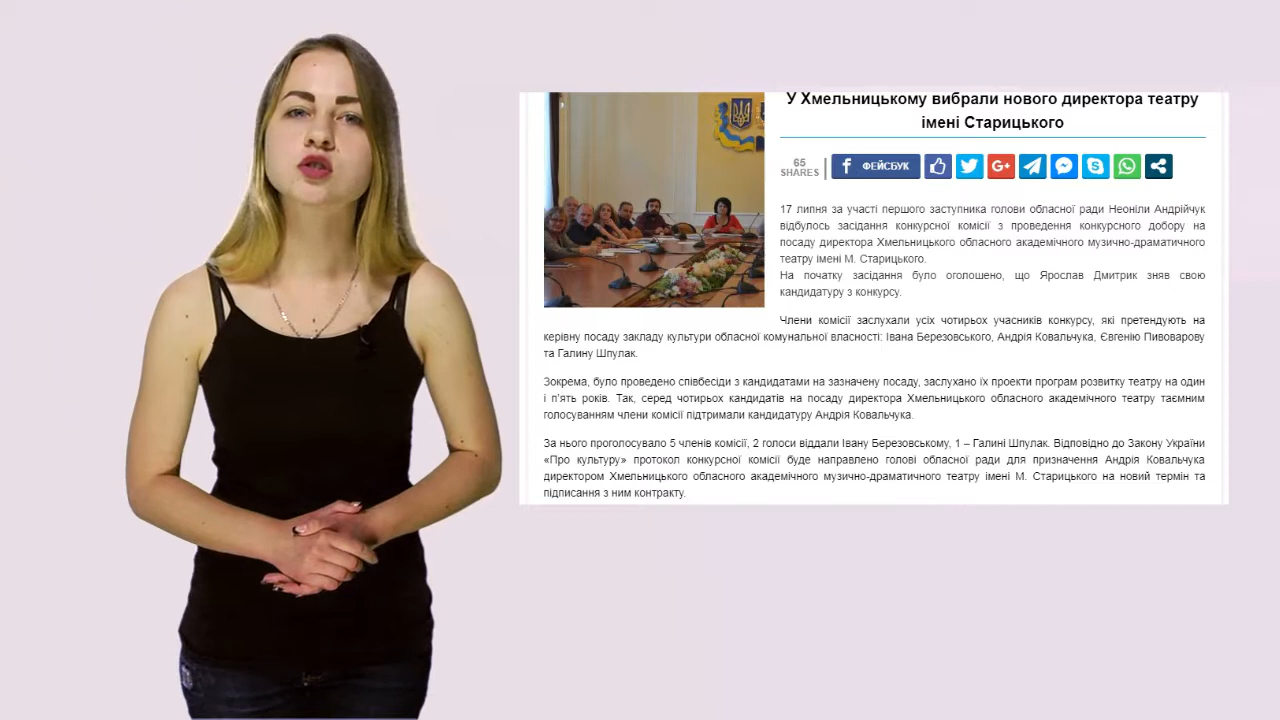 У Хмельницькому вибрали нового директора театру
імені Старицького
65
SHARES
ФЕЙСБУК
17 липня за участі першого заступника голови обласної ради Неоніли Андрійчук
відбулось засідання конкурсної комісії з проведення конкурсного добору на
посаду директора Хмельницького обласного академічного музично-драматичного
театру імені М. Старицького.
На початку засідання було оголошено, що Ярослав Дмитрик зняв свою
кандидатуру з конкурсу.
Члени комісії заслухали усіх чотирьох учасників конкурсу, які претендують на
керівну посаду закладу культури обласної комунальної власності: Івана Березовського, Андрія Ковальчука, Євгенію Пивоварову
та Галину Шпулак.
Зокрема, було проведено співбесіди з кандидатами на зазначену посаду, заслухано їх проекти програм розвитку театру на один
і п'ять років. Так, серед чотирьох кандидатів на посаду директора Хмельницького обласного академічного театру таємним
голосуванням члени комісії підтримали кандидатуру Андрія Ковальчука.
За нього проголосувало 5 членів комісії, 2 голоси віддали Івану Березовському, 1 – Галині Шпулак. Відповідно до Закону України
«Про культуру» протокол конкурсної комісії буде направлено голові обласної ради для призначення Андрія Ковальчука
директором Хмельницького обласного академічного музично-драматичного театру імені М. Старицького на новий термін та
підписання з ним контракту.